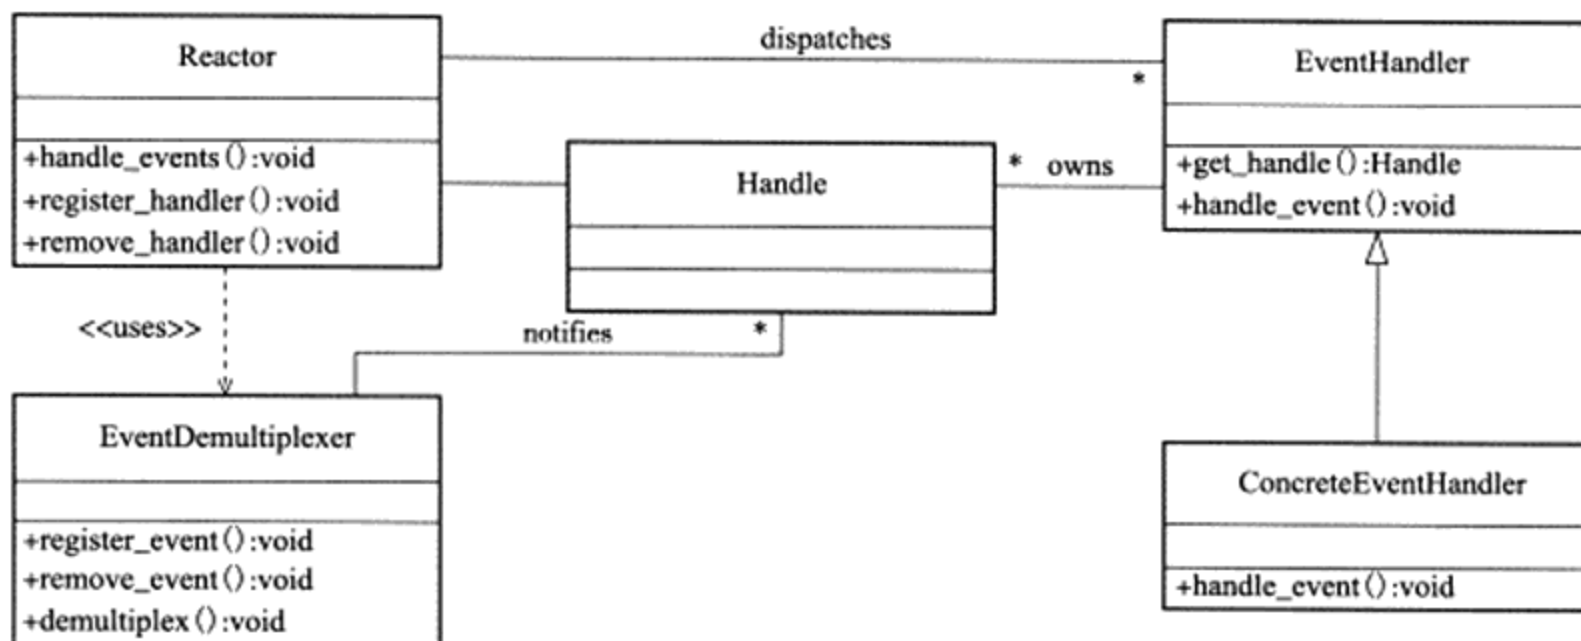 Reactor
+handle_events():void
+register_handler():void
+remove_handler():void
dispatches
*
EventHandler
+get_handle():Handle
+handle_event():void
Handle
* owns
<<uses>>
notifies *
EventDemultiplexer
+register_event():void
+remove_event():void
+demultiplex():void
ConcreteEventHandler
+handle_event():void